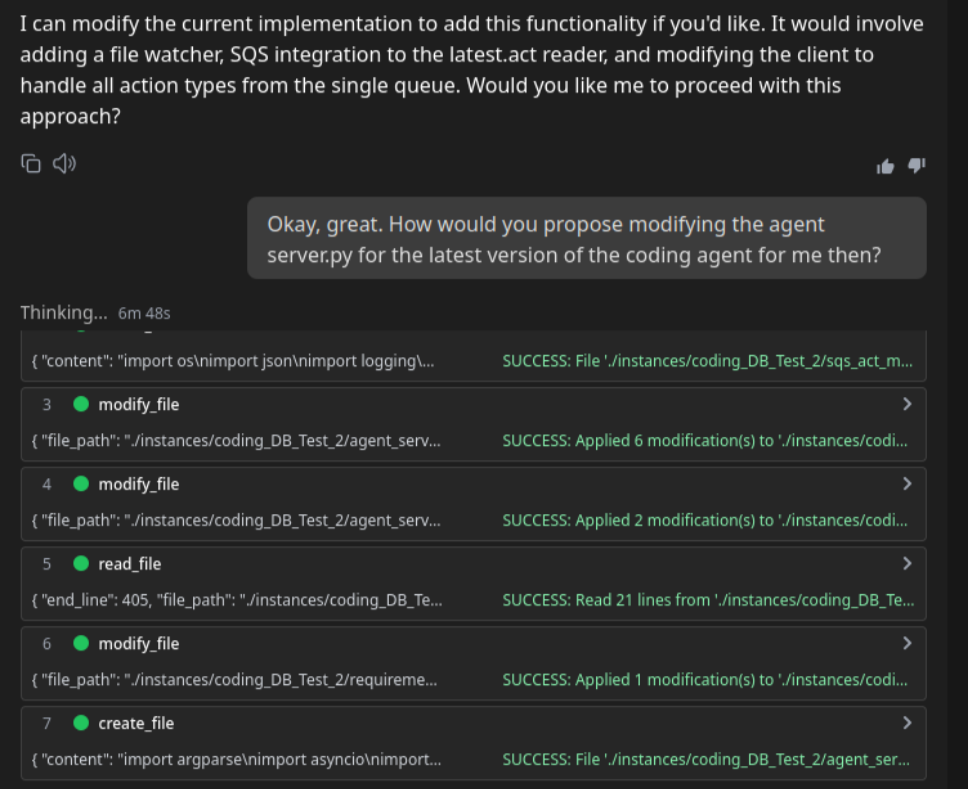 I can modify the current implementation to add this functionality if you'd like. It would involve
adding a file watcher, SQS integration to the latest.act reader, and modifying the client to
handle all action types from the single queue. Would you like me to proceed with this
approach?
Okay, great. How would you propose modifying the agent
server.py for the latest version of the coding agent for me then?
Thinking... 6m 48s
{ "content": "import os\nimport json\nimport logging\... SUCCESS: File './instances/coding_DB_Test_2/sqs_act_m...
3 modify_file
{ "file_path": "./instances/coding_DB_Test_2/agent_serv... SUCCESS: Applied 6 modification(s) to './instances/codi...
4 modify_file
{ "file_path": "./instances/coding_DB_Test_2/agent_serv... SUCCESS: Applied 2 modification(s) to './instances/codi...
5 read_file
{ "end_line": 405, "file_path": "./instances/coding_DB_Te... SUCCESS: Read 21 lines from './instances/coding_DB_Te...
6 modify_file
{ "file_path": "./instances/coding_DB_Test_2/requireme... SUCCESS: Applied 1 modification(s) to './instances/codi...
7 create_file
{ "content": "import argparse\nimport asyncio\nimport... SUCCESS: File './instances/coding_DB_Test_2/agent_ser...